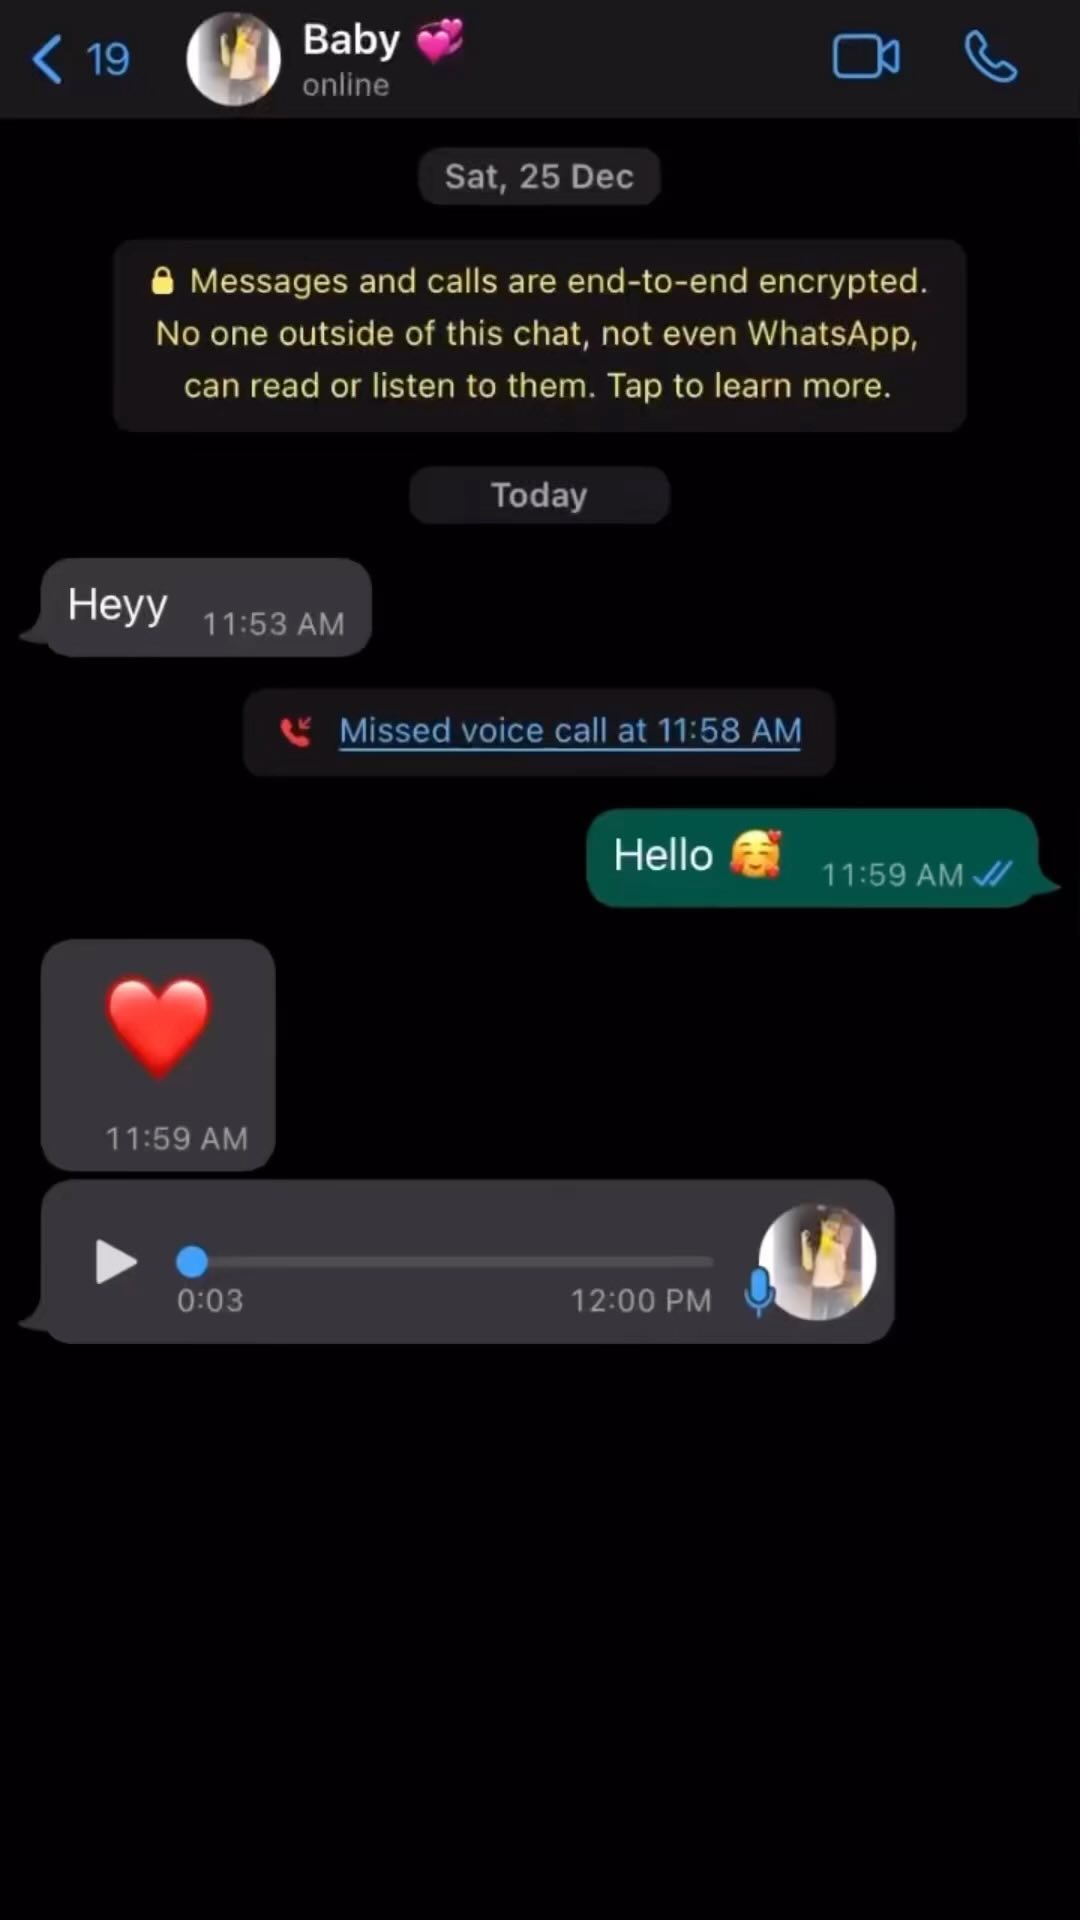 19
Baby 💞
online
Sat, 25 Dec
🔒 Messages and calls are end-to-end encrypted.
No one outside of this chat, not even WhatsApp,
can read or listen to them. Tap to learn more.
Today
Heyy 11:53 AM
Missed voice call at 11:58 AM
Hello 🥰 11:59 AM
❤️
11:59 AM
0:03 12:00 PM